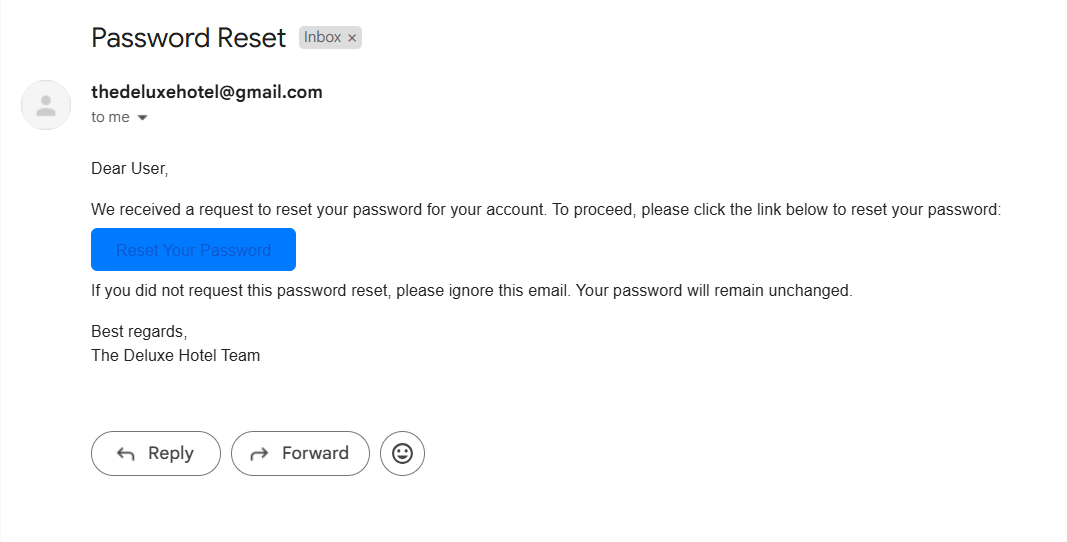 Password Reset Inbox ×
thedeluxehotel@gmail.com
to me
Dear User,
We received a request to reset your password for your account. To proceed, please click the link below to reset your password:
Reset Your Password
If you did not request this password reset, please ignore this email. Your password will remain unchanged.
Best regards,
The Deluxe Hotel Team
Reply Forward